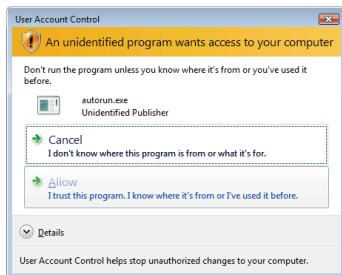 User Account Control
An unidentified program wants access to your computer
Don't run the program unless you know where it's from or you've used it
before.
autorun.exe
Unidentified Publisher
Cancel
I don't know where this program is from or what it's for.
Allow
I trust this program. I know where it's from or I've used it before.
Details
User Account Control helps stop unauthorized changes to your computer.